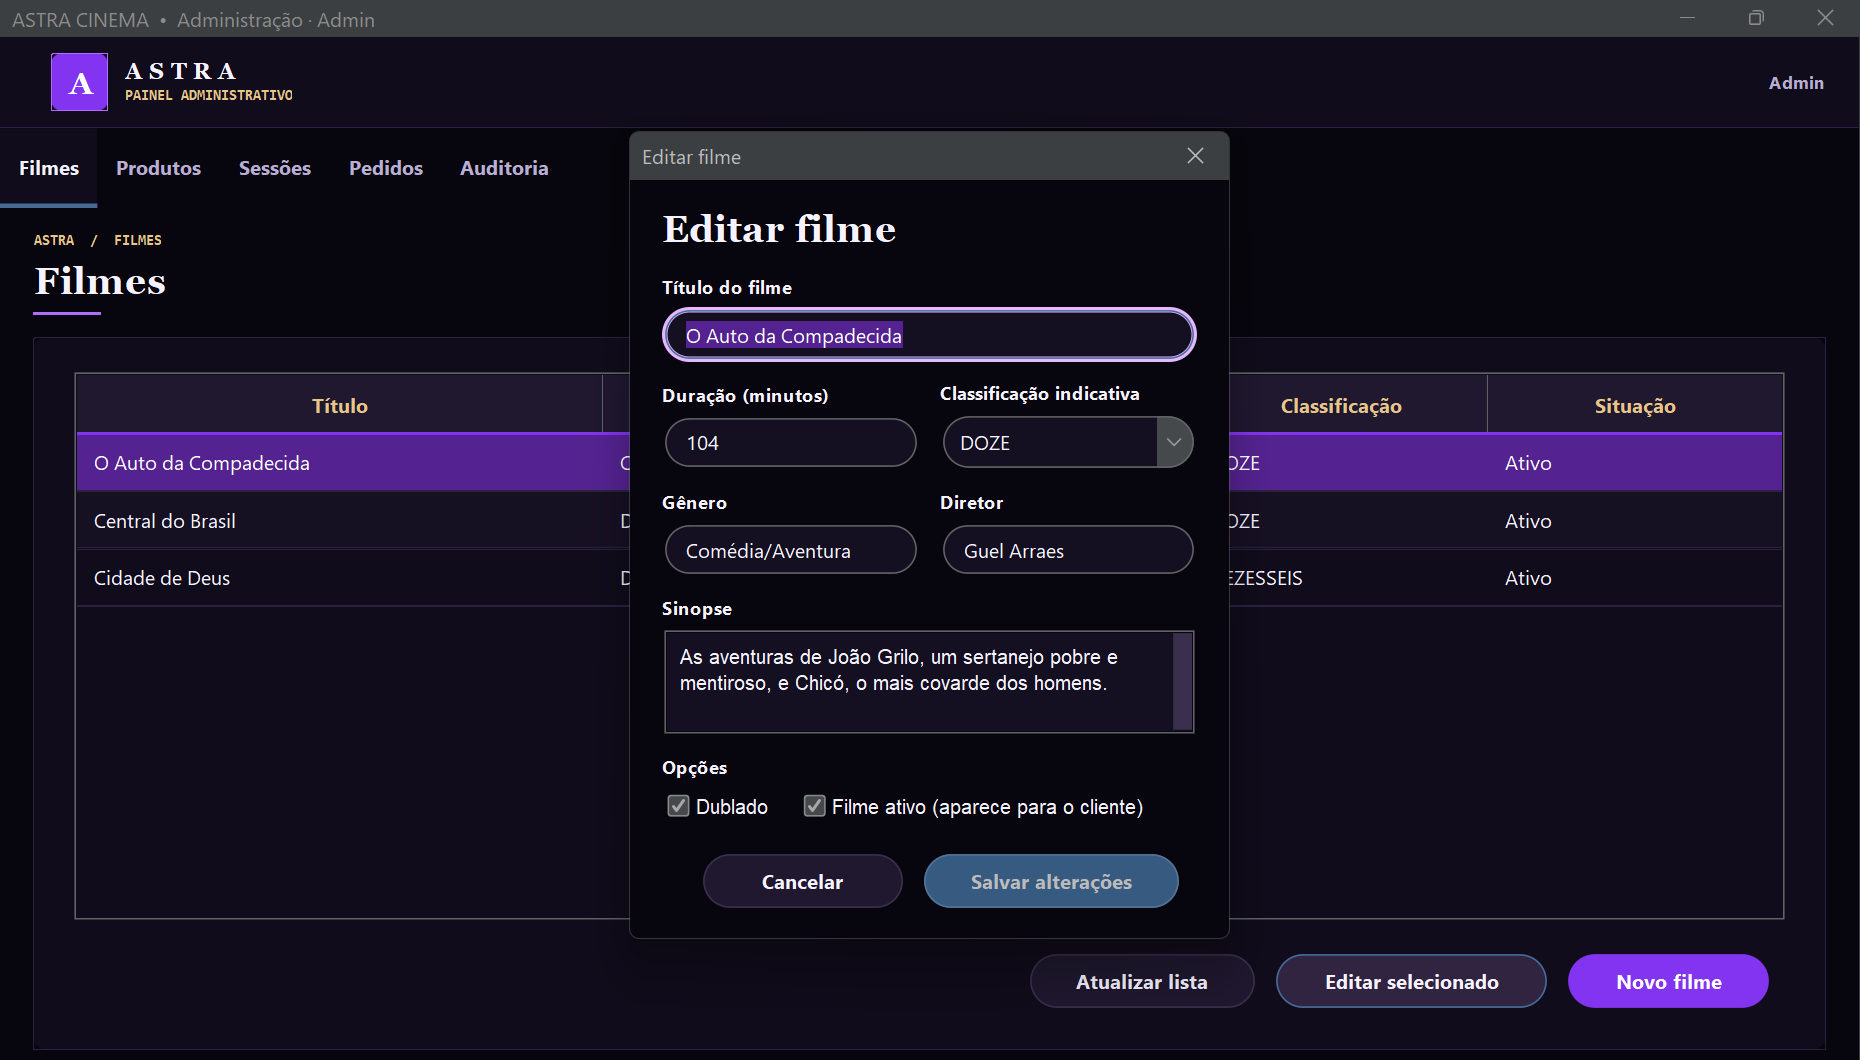 ASTRA CINEMA • Administração · Admin
A
ASTRA
PAINEL ADMINISTRATIVO
Admin
Filmes Produtos Sessões Pedidos Auditoria
ASTRA / FILMES
Filmes
Título Classificação Situação
O Auto da Compadecida Ativo
Central do Brasil Ativo
Cidade de Deus Ativo
Editar filme
Editar filme
Título do filme
O Auto da Compadecida
Duração (minutos) Classificação indicativa
104 DOZE
Gênero Diretor
Comédia/Aventura Guel Arraes
Sinopse
As aventuras de João Grilo, um sertanejo pobre e
mentiroso, e Chicó, o mais covarde dos homens.
Opções
Dublado Filme ativo (aparece para o cliente)
Cancelar Salvar alterações
Atualizar lista Editar selecionado Novo filme